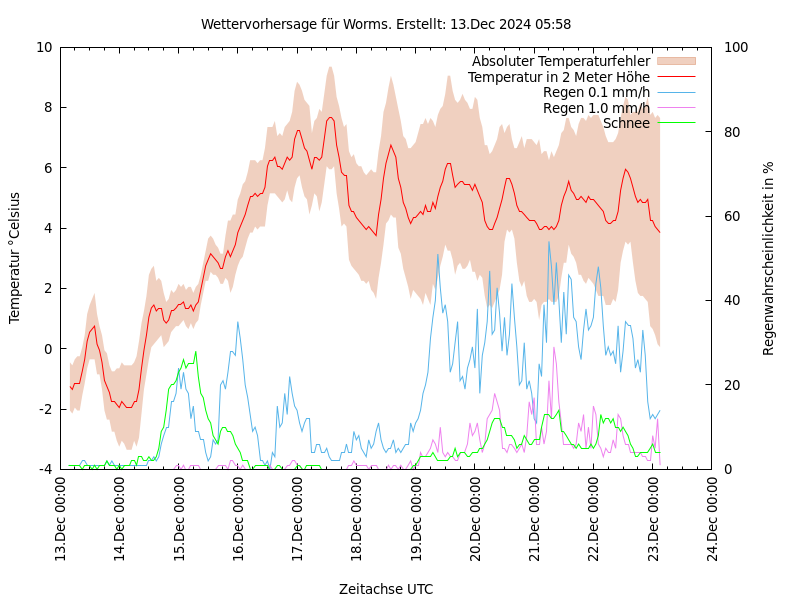 Wettervorhersage für Worms. Erstellt: 13.Dec 2024 05:58
Absoluter Temperaturfehler
Temperatur in 2 Meter Höhe
Regen 0.1 mm/h
Regen 1.0 mm/h
Schnee
Temperatur °Celsius
10
8
6
4
2
0
-2
-4
Regenwahrscheinlichkeit in %
100
80
60
40
20
0
13.Dec 00:00
14.Dec 00:00
15.Dec 00:00
16.Dec 00:00
17.Dec 00:00
18.Dec 00:00
19.Dec 00:00
20.Dec 00:00
21.Dec 00:00
22.Dec 00:00
23.Dec 00:00
24.Dec 00:00
Zeitachse UTC